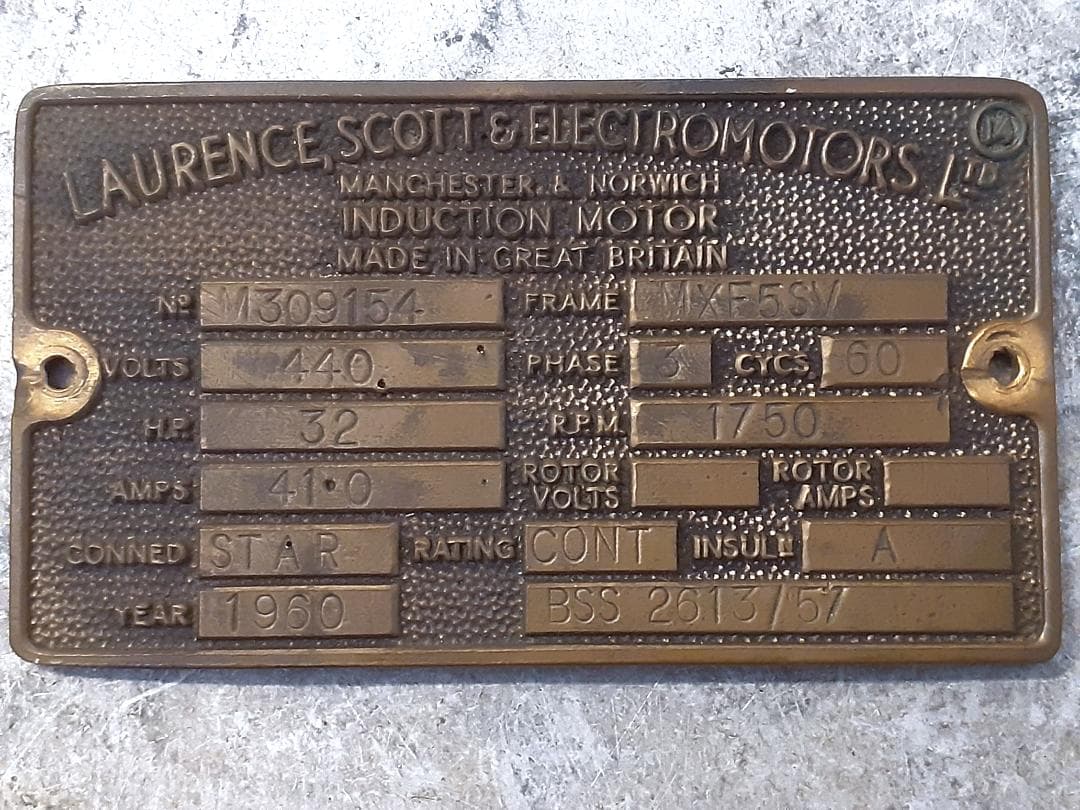 LAURENCE, SCOTT & ELECTROMOTORS LTD
MANCHESTER & NORWICH
INDUCTION MOTOR
MADE IN GREAT BRITAIN
No M309154 FRAME MXF5SV
VOLTS 440 PHASE 3 CYCS 60
H.P. 32 R.P.M 1750
AMPS 41·0 ROTOR VOLTS ROTOR AMPS
CONNED STAR RATING CONT INSULN A
YEAR 1960 BSS 2613/57